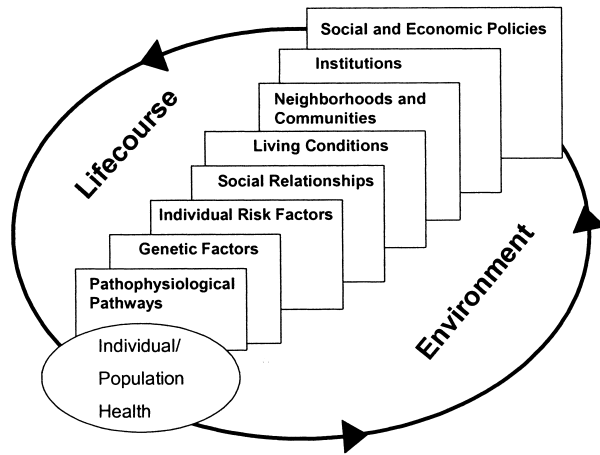 Social and Economic Policies
Institutions
Neighborhoods and
Communities
Living Conditions
Social Relationships
Individual Risk Factors
Genetic Factors
Pathophysiological
Pathways
Individual/
Population
Health
Lifecourse
Environment